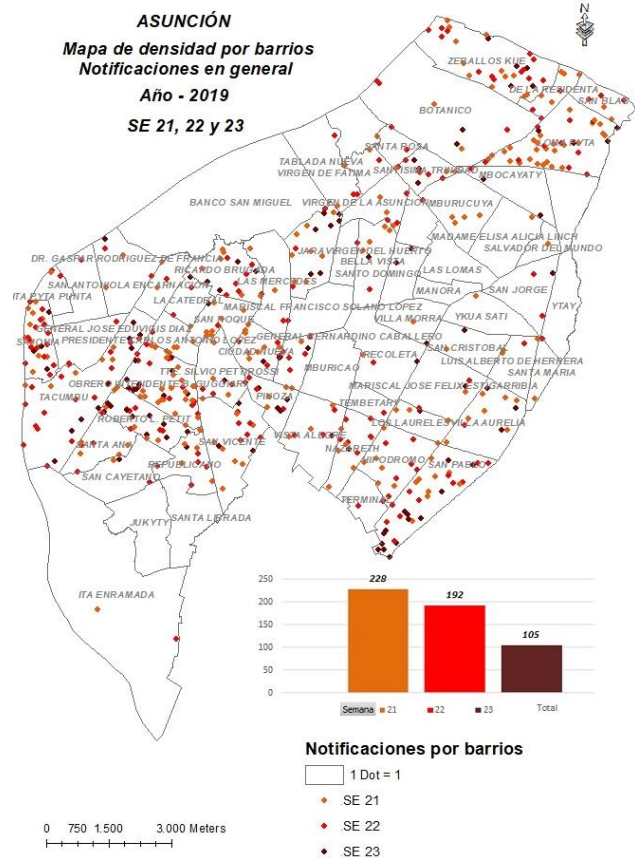 ASUNCIÓN
Mapa de densidad por barrios
Notificaciones en general
Año - 2019
SE 21, 22 y 23
N
ZEBALLOS KUE
DE LA RESIDENTA
SAN BLAS
BOTANICO
LOMA PYTA
SANTA ROSA
TABLADA NUEVA
VIRGEN DE FATIMA
SANTISIMA TRINIDAD
MBOCAYATY
BANCO SAN MIGUEL
VIRGEN DE LA ASUNCION
MBURUCUYA
MADAME ELISA ALICIA LINCH
SALVADOR DEL MUNDO
JARA
VIRGEN DEL HUERTO
BELLA VISTA
SANTO DOMINGO
LAS LOMAS
DR. GASPAR RODRIGUEZ DE FRANCIA
RICARDO BRUGADA
LAS MERCEDES
SAN ANTONIO
LA ENCARNACION
MANORA
SAN JORGE
ITA PYTA PUNTA
LA CATEDRAL
MARISCAL FRANCISCO SOLANO LOPEZ
YTAY
SAN ROQUE
VILLA MORRA
YKUA SATI
GENERAL JOSE EDUVIGIS DIAZ
GENERAL BERNARDINO CABALLERO
SAJONIA
PRESIDENTE CARLOS ANTONIO LOPEZ
CIUDAD NUEVA
RECOLETA
SAN CRISTOBAL
LUIS ALBERTO DE HERRERA
SANTA MARIA
TTE. SILVIO PETTIROSSI
MBURICAO
OBRERO INTENDENTE B. GUGGIARI
MARISCAL JOSE FELIX ESTIGARRIBIA
TACUMBU
PINOZA
TEMBETARY
ROBERTO L. PETIT
LOS LAURELES
VILLA AURELIA
SANTA ANA
SAN VICENTE
VISTA ALEGRE
NAZARETH
HIPODROMO
SAN PABLO
REPUBLICANO
SAN CAYETANO
TERMINAL
JUKYTY
SANTA LIBRADA
ITA ENRAMADA
250
200
150
100
50
0
228
192
105
Semana 21 22 23 Total
Notificaciones por barrios
1 Dot = 1
SE 21
SE 22
SE 23
0 750 1.500 3.000 Meters